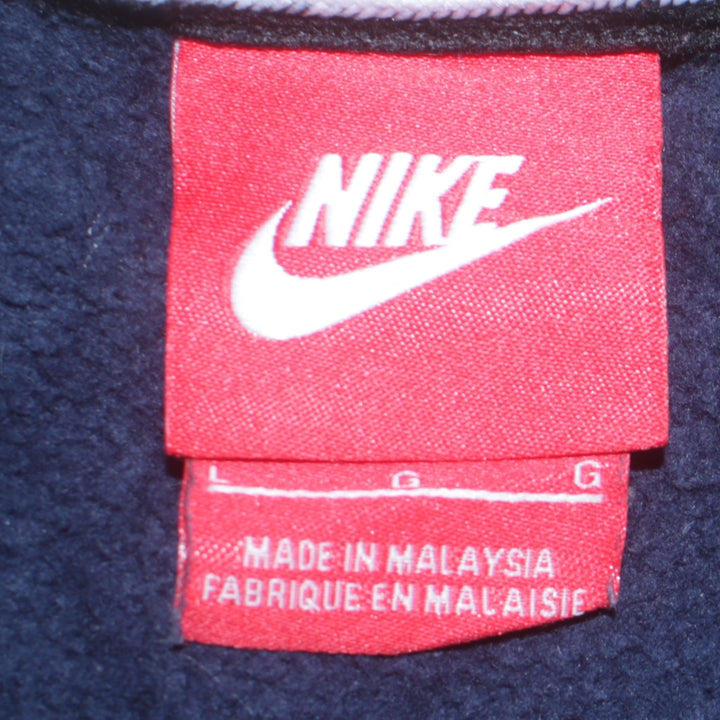 NIKE
L G G
MADE IN MALAYSIA
FABRIQUE EN MALAISIE